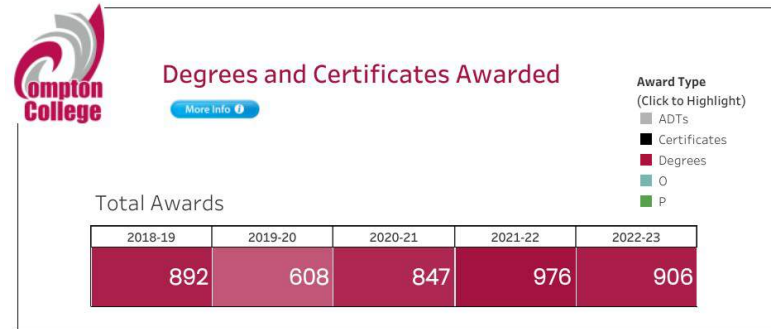 Compton
College
Degrees and Certificates Awarded
More Info i
Award Type
(Click to Highlight)
ADTs
Certificates
Degrees
O
P
Total Awards
2018-19 2019-20 2020-21 2021-22 2022-23
892 608 847 976 906